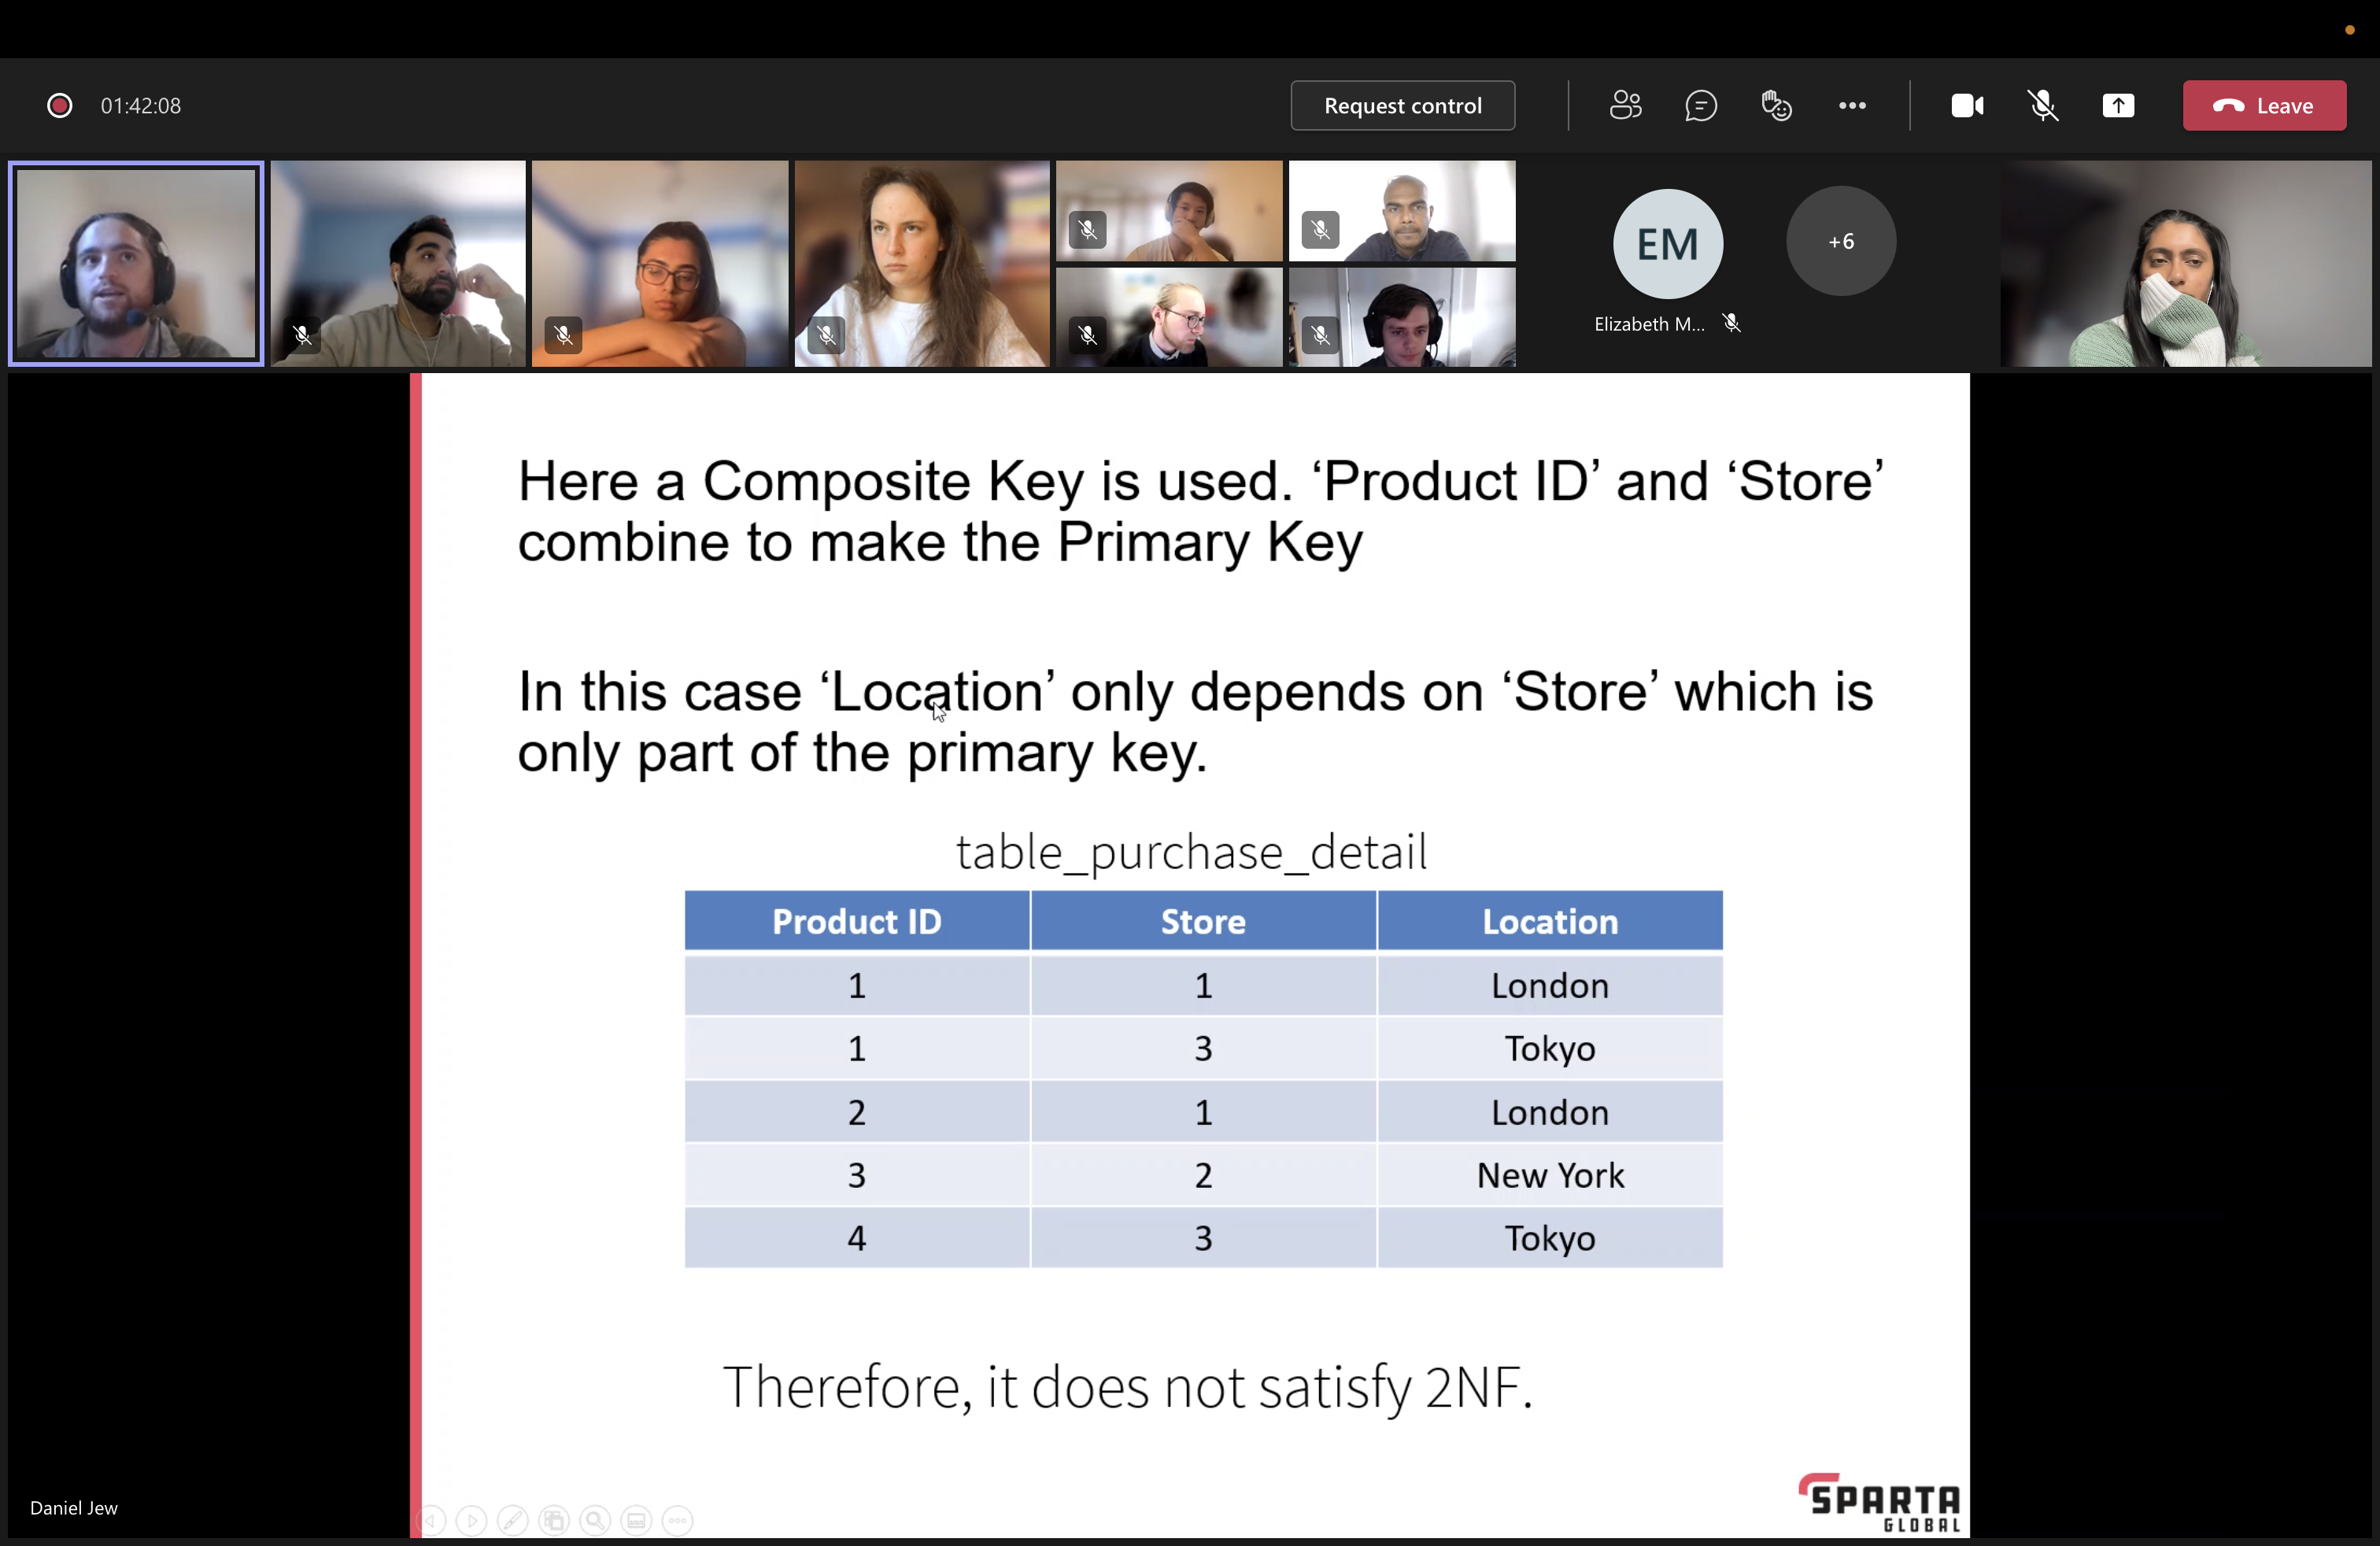 01:42:08
Request control
Leave
EM
+6
Elizabeth M...
Here a Composite Key is used. ‘Product ID’ and ‘Store’
combine to make the Primary Key
In this case ‘Location’ only depends on ‘Store’ which is
only part of the primary key.
table_purchase_detail
Product ID Store Location
1 1 London
1 3 Tokyo
2 1 London
3 2 New York
4 3 Tokyo
Therefore, it does not satisfy 2NF.
Daniel Jew
SPARTA
GLOBAL